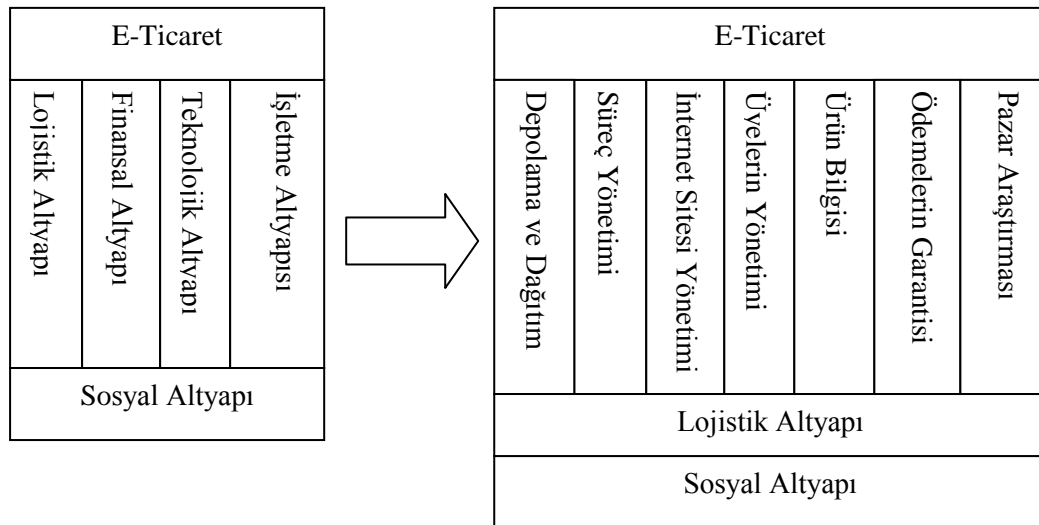 E-Ticaret
Lojistik Altyapı
Finansal Altyapı
Teknolojik Altyapı
İşletme Altyapısı
Sosyal Altyapı
E-Ticaret
Depolama ve Dağıtım
Süreç Yönetimi
İnternet Sitesi Yönetimi
Üyelerin Yönetimi
Ürün Bilgisi
Ödemelerin Garantisi
Pazar Araştırması
Lojistik Altyapı
Sosyal Altyapı